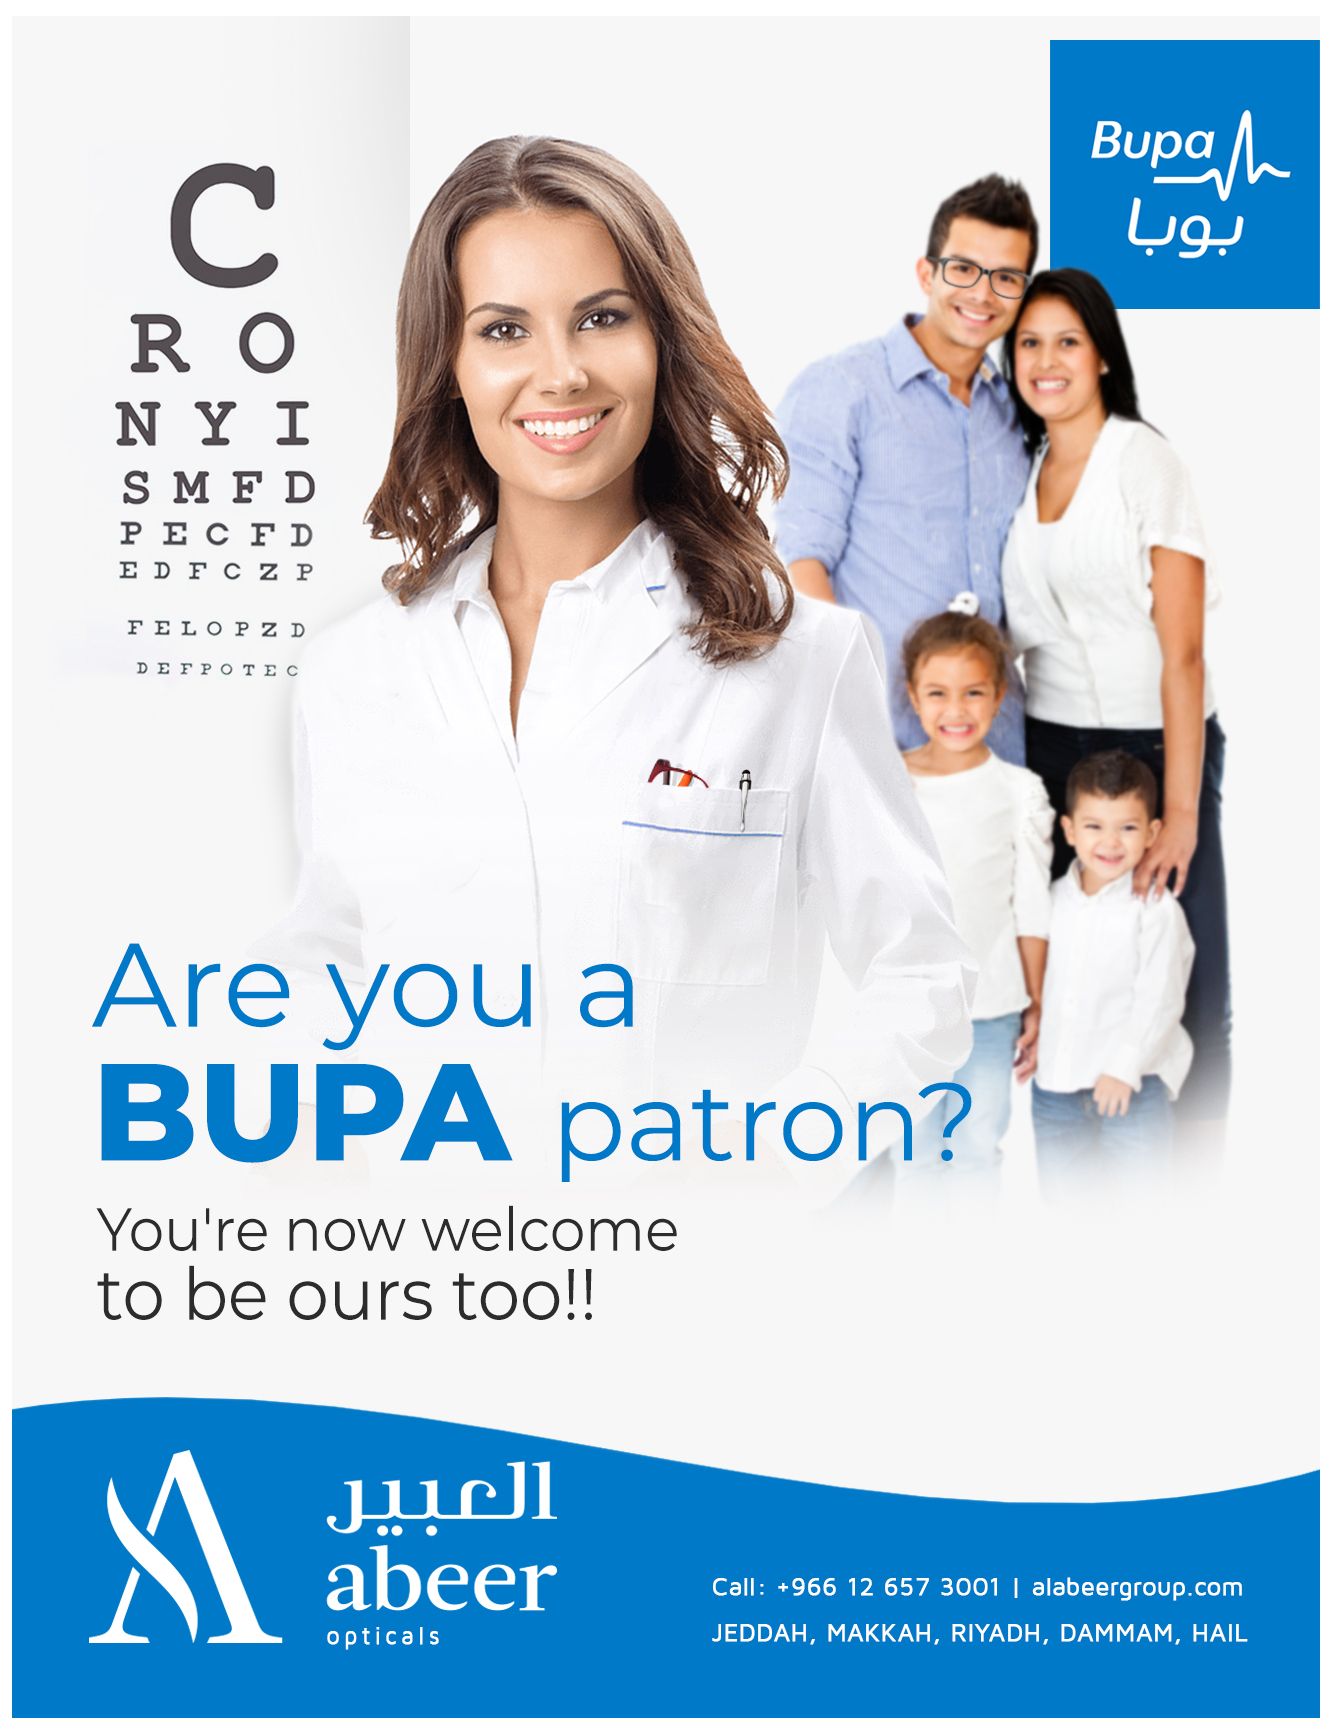 Bupa
بوبا
C
R O
N Y I
S M F D
P E C F D
E D F C Z P
F E L O P Z D
D E F P O T E C
Are you a
BUPA patron?
You're now welcome
to be ours too!!
العبير
abeer
opticals
Call: +966 12 657 3001 | alabeergroup.com
JEDDAH, MAKKAH, RIYADH, DAMMAM, HAIL